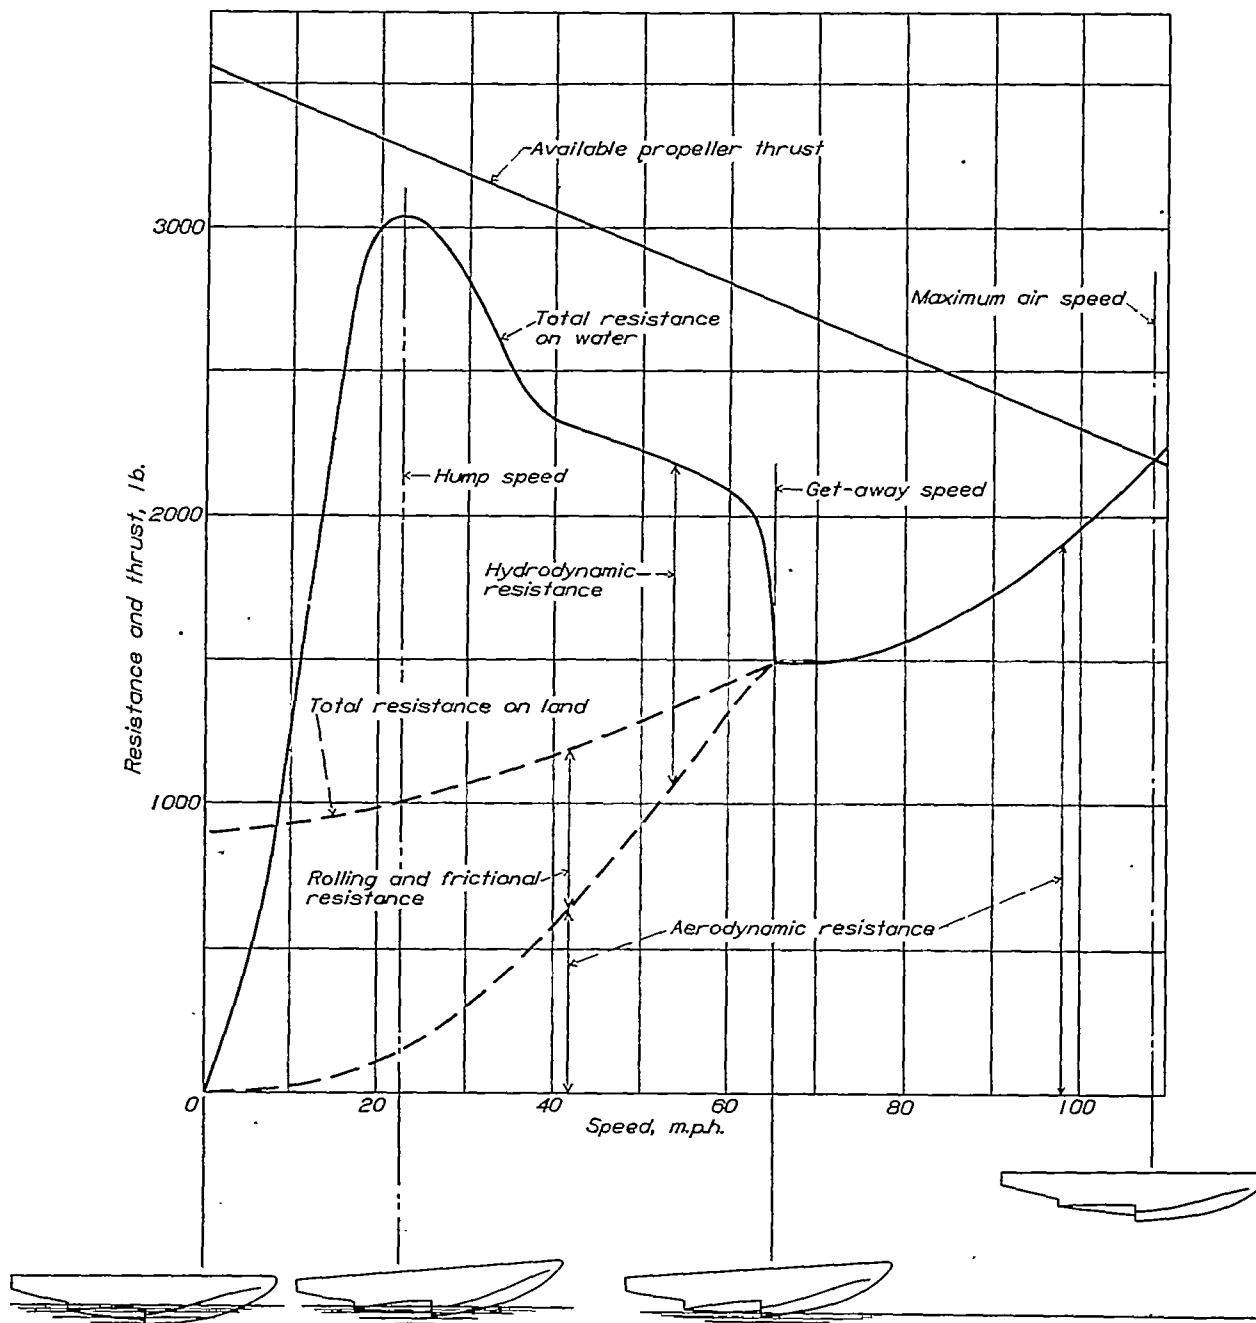 Available propeller thrust
3000
Maximum air speed
Total resistance
on water
Hump speed
Get-away speed
2000
Hydrodynamic
resistance
Resistance and thrust, lb.
Total resistance on land
1000
Rolling and frictional
resistance
Aerodynamic resistance
0
20
40
60
80
100
Speed, m.p.h.